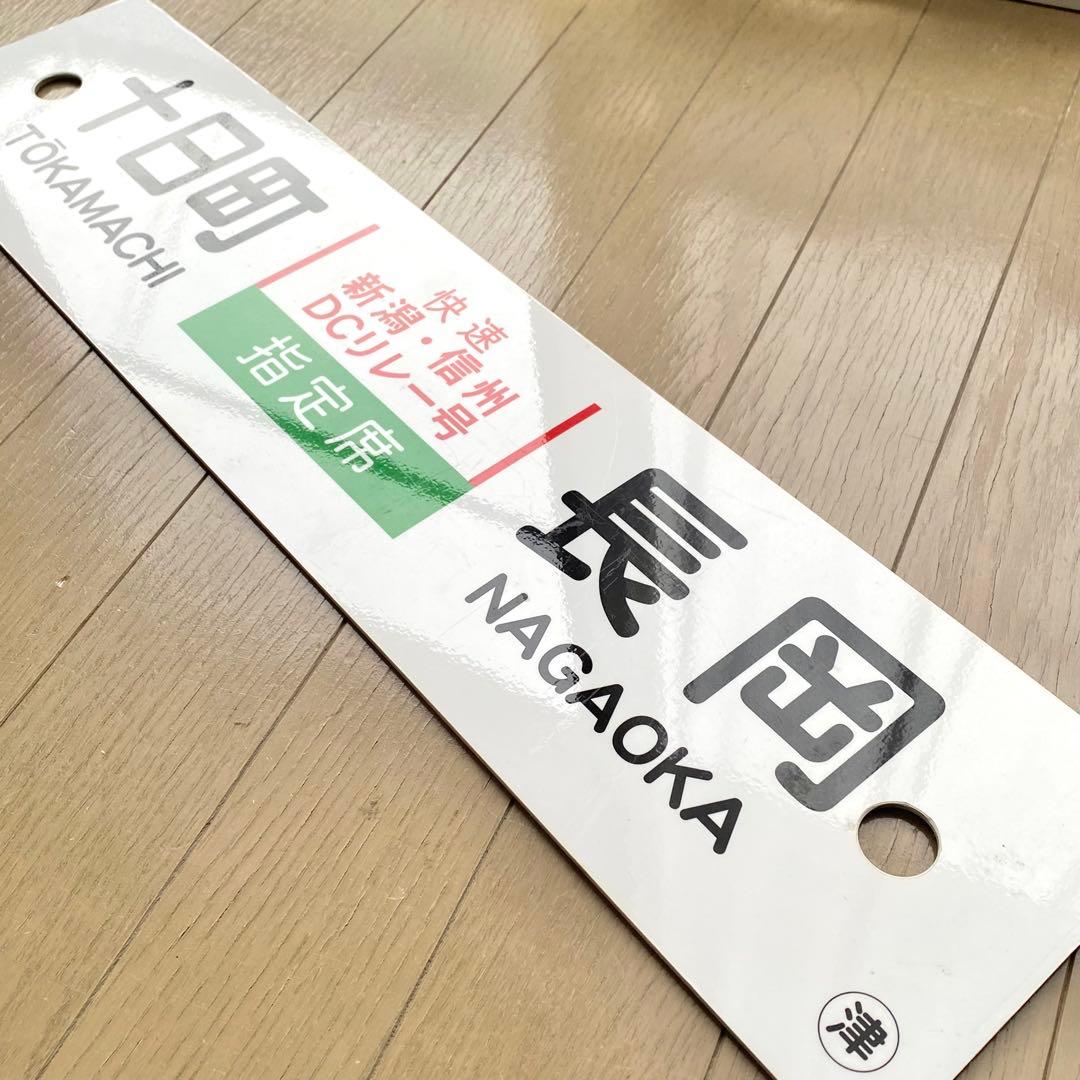 十日町
TŌKAMACHI
快速
新潟・信州
DCリレー号
指定席
長岡
NAGAOKA
津